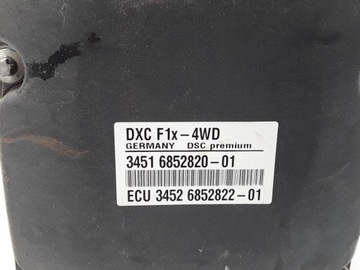 DXC F1x-4WD
GERMANY DSC premium
3451 6852820-01
ECU 3452 6852822-01